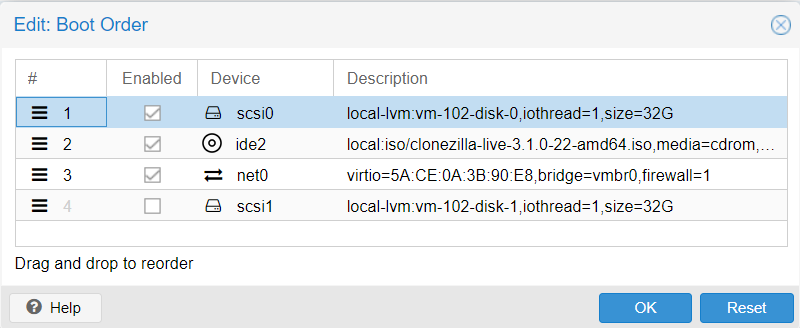 Edit: Boot Order
# Enabled Device Description
1 scsi0 local-lvm:vm-102-disk-0,iothread=1,size=32G
2 ide2 local:iso/clonezilla-live-3.1.0-22-amd64.iso,media=cdrom,...
3 net0 virtio=5A:CE:0A:3B:90:E8,bridge=vmbr0,firewall=1
4 scsi1 local-lvm:vm-102-disk-1,iothread=1,size=32G
Drag and drop to reorder
? Help OK Reset